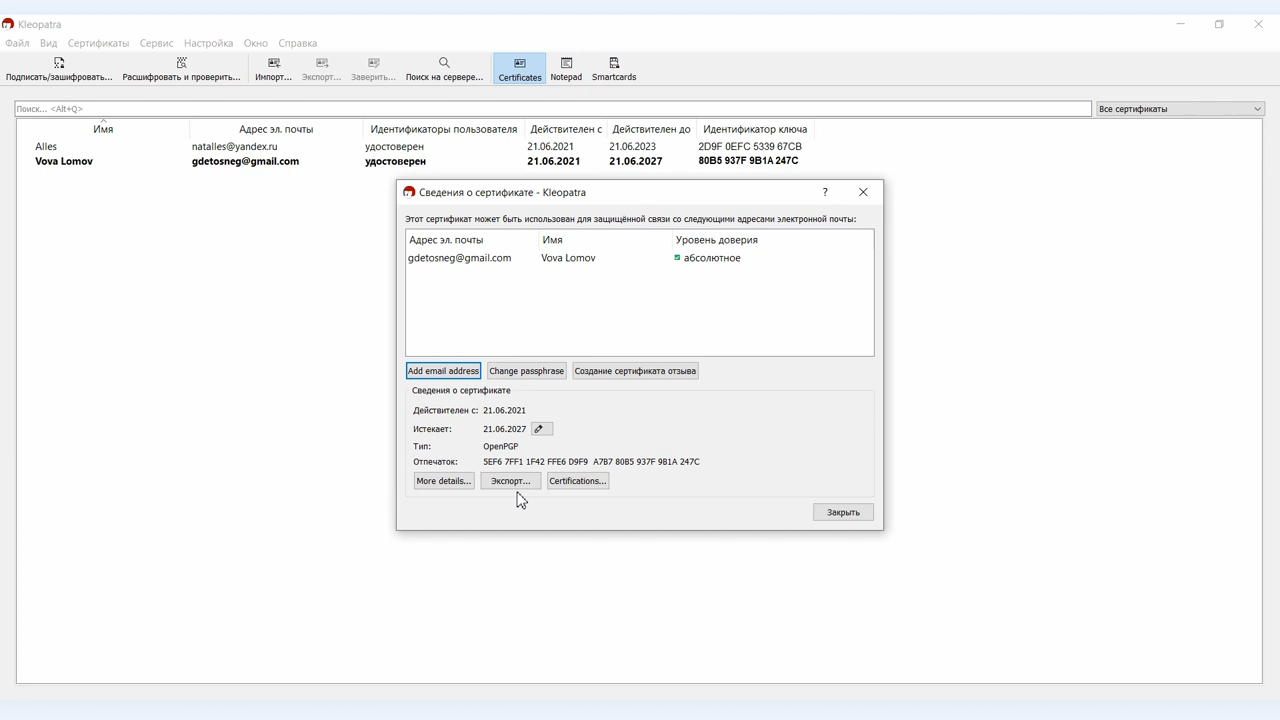 Kleopatra
Файл Вид Сертификаты Сервис Настройка Окно Справка
Подписать/зашифровать... Расшифровать и проверить... Импорт... Экспорт... Заверить... Поиск на сервере... Certificates Notepad Smartcards
Поиск... <Alt+Q> Все сертификаты
Имя Адрес эл. почты Идентификаторы пользователя Действителен с Действителен до Идентификатор ключа
Alles natalles@yandex.ru удостоверен 21.06.2021 21.06.2023 2D9F 0EFC 5339 67CB
Vova Lomov gdetosneg@gmail.com удостоверен 21.06.2021 21.06.2027 80B5 937F 9B1A 247C
Сведения о сертификате - Kleopatra ?
Этот сертификат может быть использован для защищённой связи со следующими адресами электронной почты:
Адрес эл. почты Имя Уровень доверия
gdetosneg@gmail.com Vova Lomov абсолютное
Add email address Change passphrase Создание сертификата отзыва
Сведения о сертификате
Действителен с: 21.06.2021
Истекает: 21.06.2027
Тип: OpenPGP
Отпечаток: 5EF6 7FF1 1F42 FFE6 D9F9 A7B7 80B5 937F 9B1A 247C
More details... Экспорт... Certifications...
Закрыть